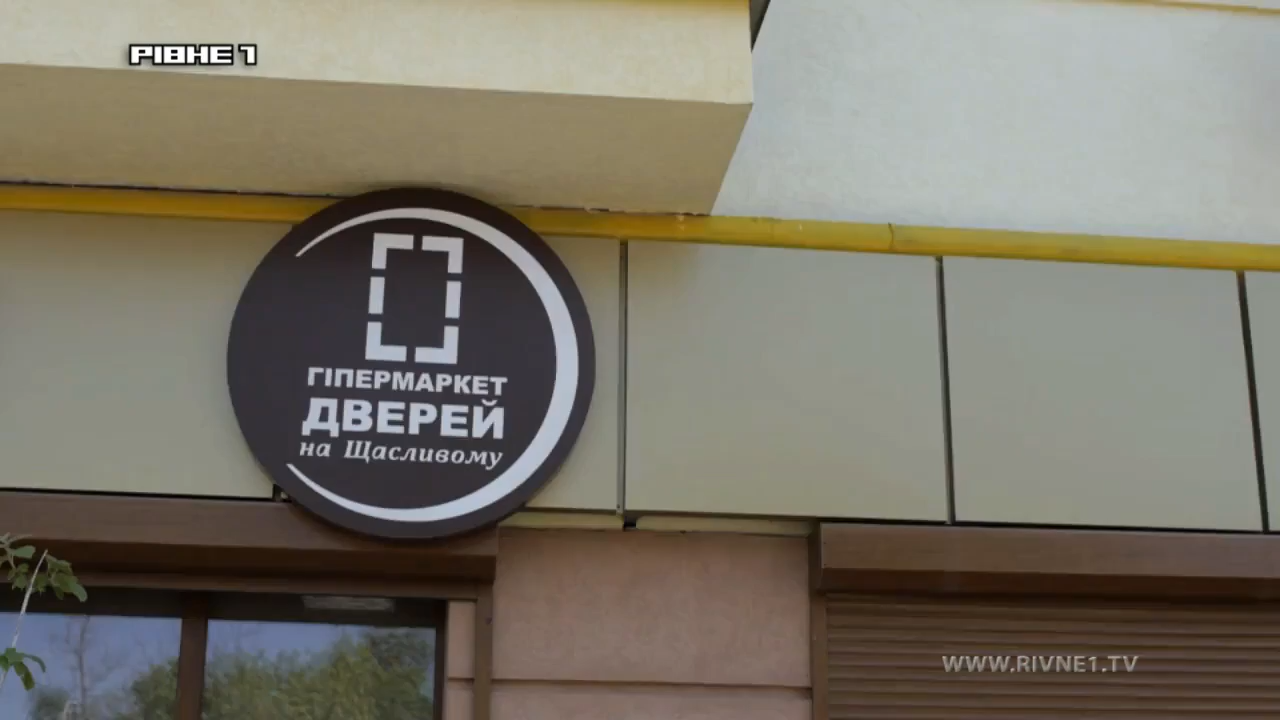 РІВНЕ 1
ГІПЕРМАРКЕТ
ДВЕРЕЙ
на Щасливому
WWW.RIVNE1.TV